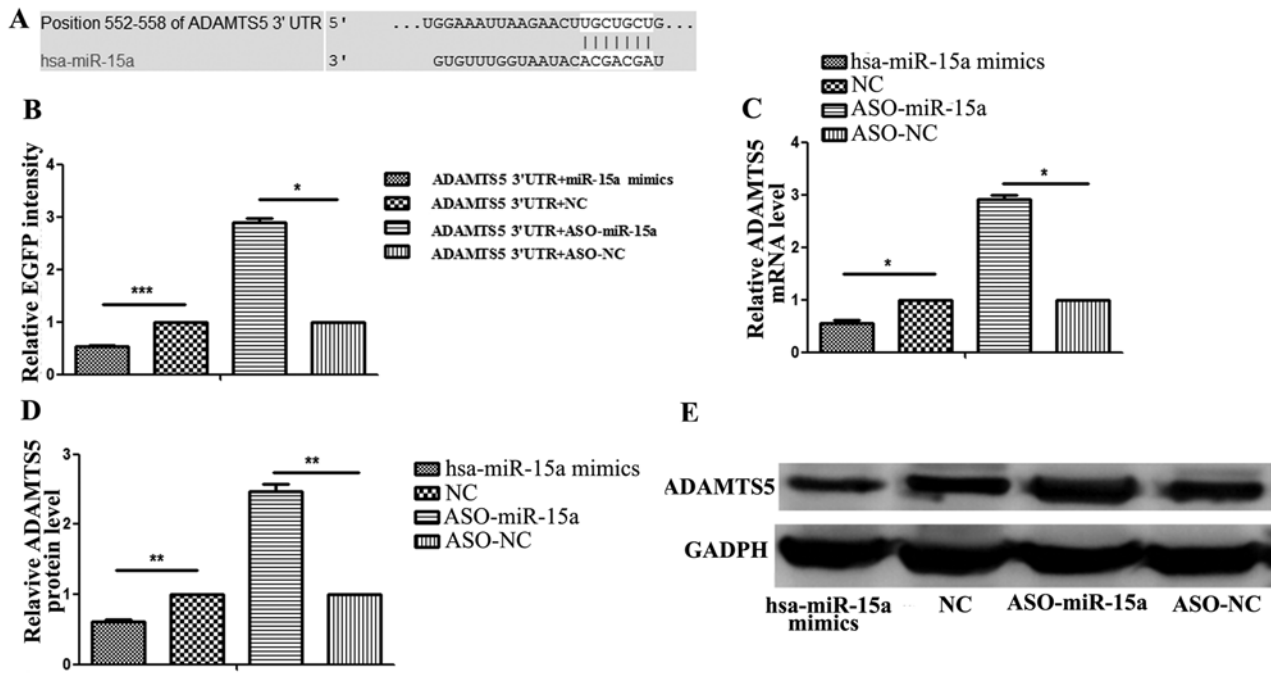 A
Position 552-558 of ADAMTS5 3' UTR 5' ...UGGAAAUUAAGAACUUGCUGCUG...
hsa-miR-15a 3' GUGUUUGGUAAUACACGACGAU
B
Relative EGFP intensity
4
3
2
1
0
***
*
ADAMTS5 3'UTR+miR-15a mimics
ADAMTS5 3'UTR+NC
ADAMTS5 3'UTR+ASO-miR-15a
ADAMTS5 3'UTR+ASO-NC
C
hsa-miR-15a mimics
NC
ASO-miR-15a
ASO-NC
Relative ADAMTS5
mRNA level
4
3
2
1
0
*
*
D
Relaive ADAMTS5
protein level
3
2
1
0
**
**
hsa-miR-15a mimics
NC
ASO-miR-15a
ASO-NC
E
ADAMTS5
GADPH
hsa-miR-15a
mimics
NC
ASO-miR-15a
ASO-NC